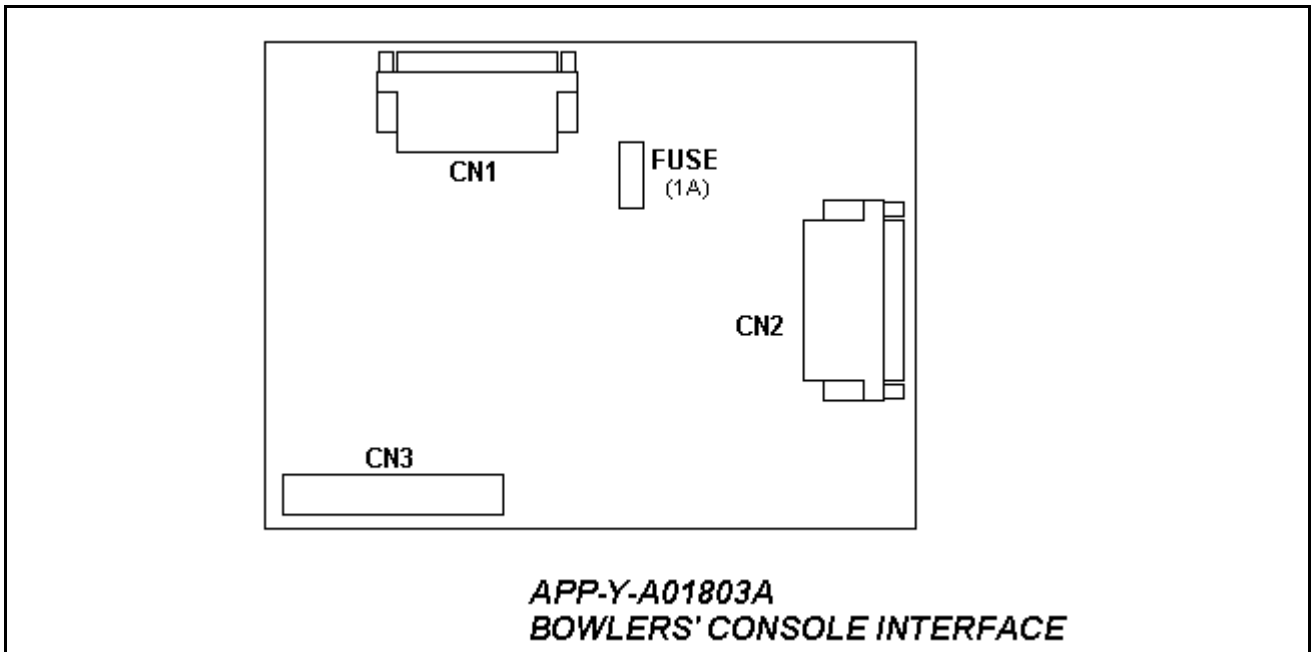 CN1
FUSE
(1A)
CN2
CN3
APP-Y-A01803A
BOWLERS' CONSOLE INTERFACE